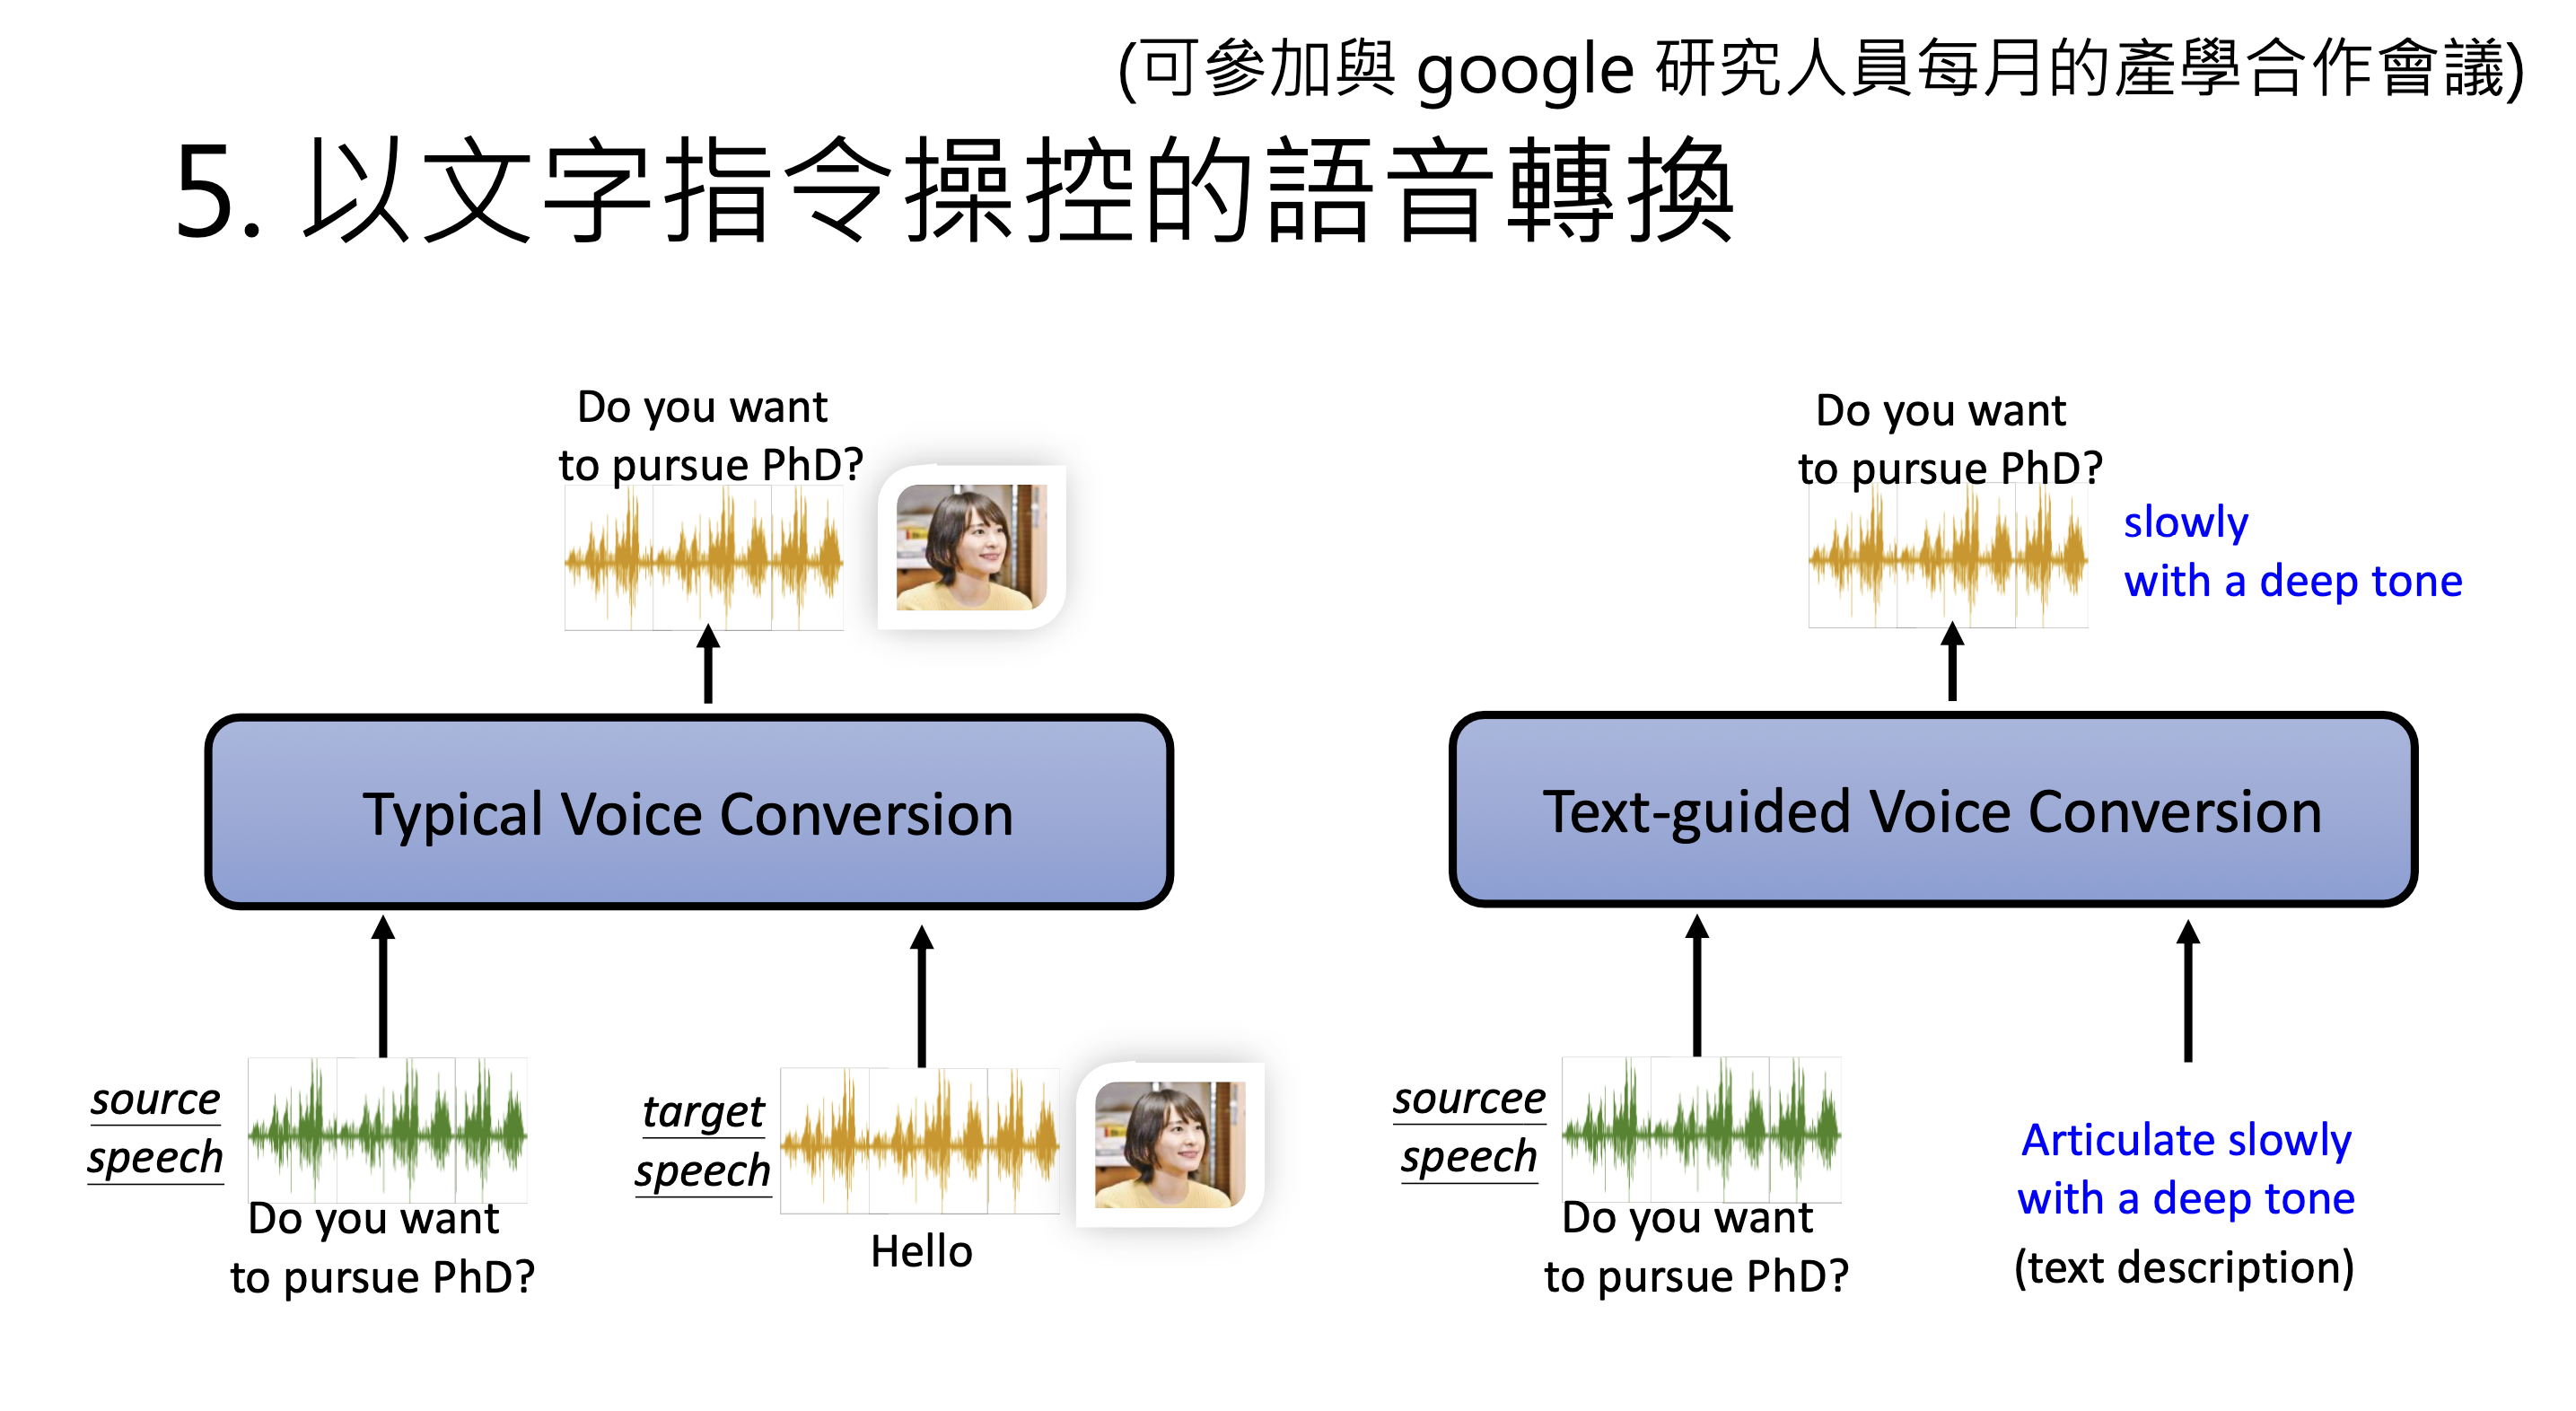 (可參加與 google 研究人員每月的產學合作會議)
5. 以文字指令操控的語音轉換
Do you want
to pursue PhD?
Typical Voice Conversion
source
speech
Do you want
to pursue PhD?
target
speech
Hello
Do you want
to pursue PhD?
slowly
with a deep tone
Text-guided Voice Conversion
sourcee
speech
Do you want
to pursue PhD?
Articulate slowly
with a deep tone
(text description)